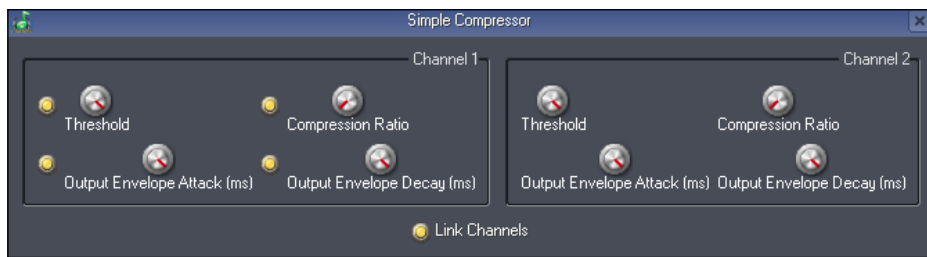 Simple Compressor
Channel 1
Threshold
Compression Ratio
Output Envelope Attack (ms)
Output Envelope Decay (ms)
Channel 2
Threshold
Compression Ratio
Output Envelope Attack (ms)
Output Envelope Decay (ms)
Link Channels